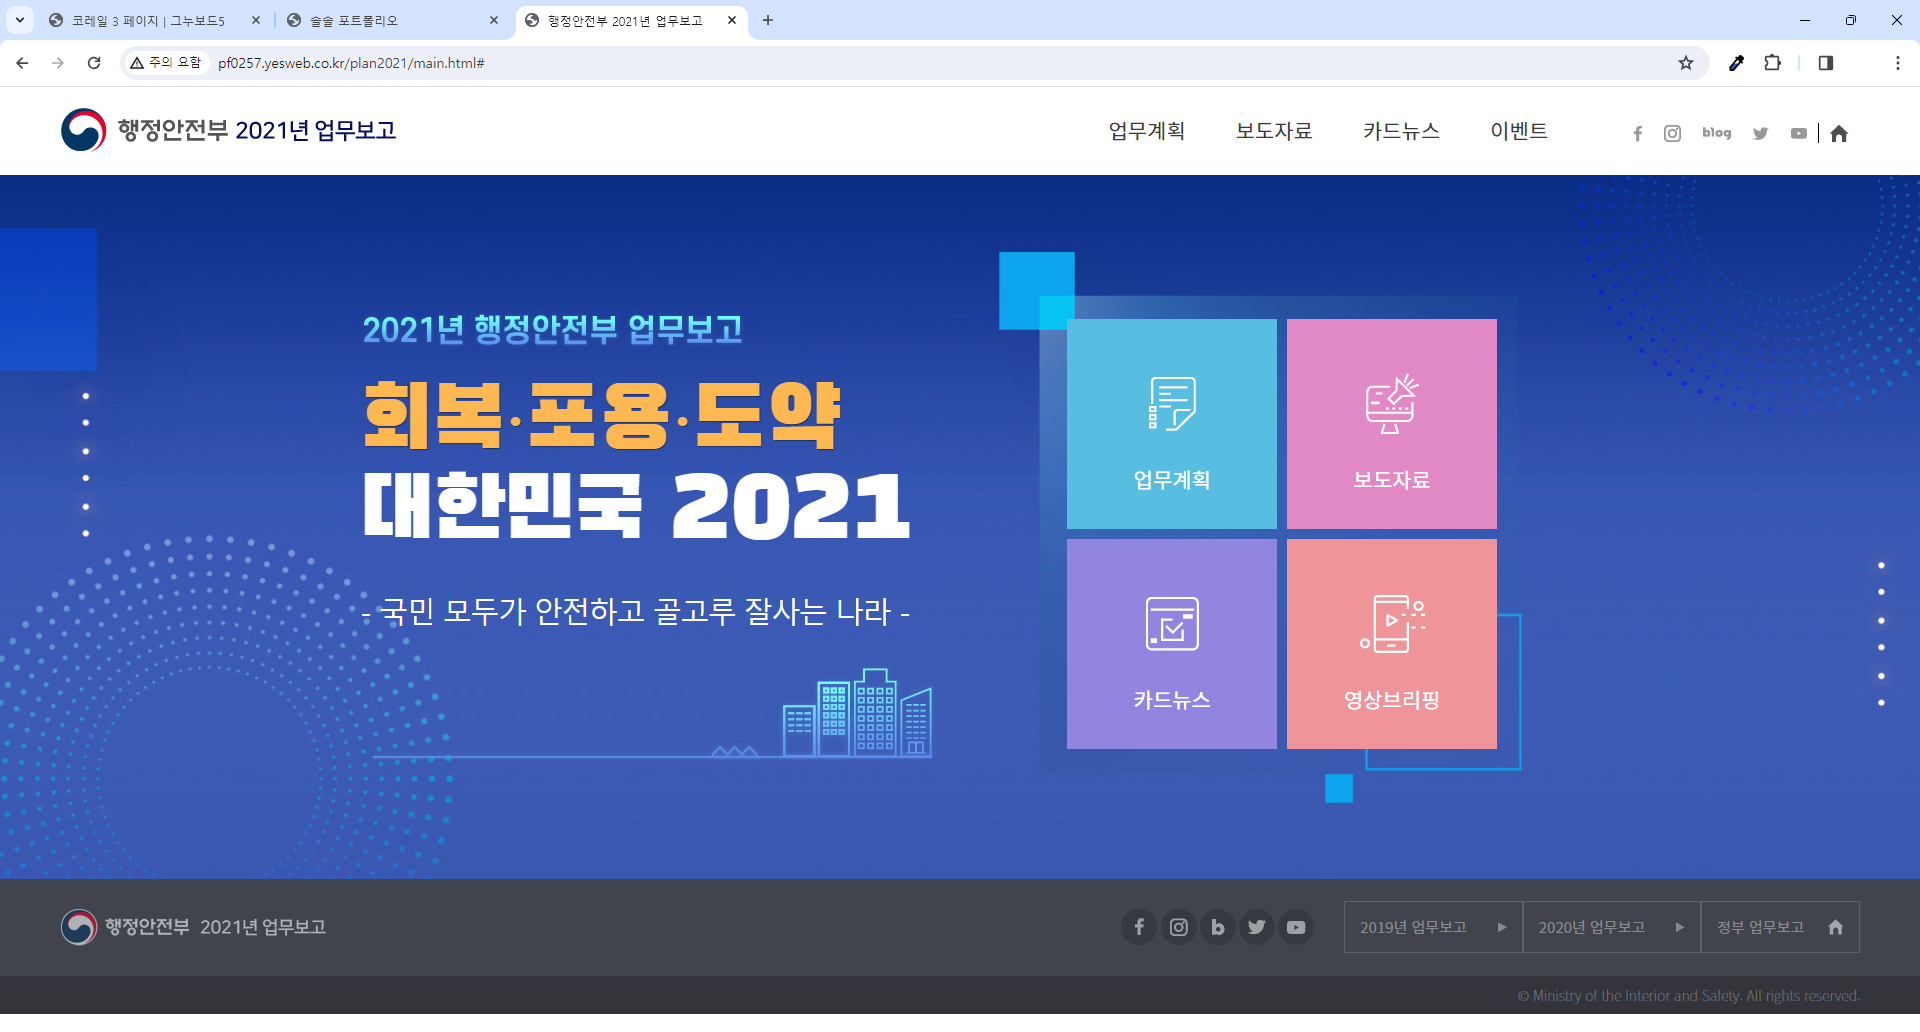 코레일 3 페이지 | 그누보드5
솔솔 포트폴리오
행정안전부 2021년 업무보고
주의 요함
pf0257.yesweb.co.kr/plan2021/main.html#
행정안전부 2021년 업무보고
업무계획
보도자료
카드뉴스
이벤트
blog
2021년 행정안전부 업무보고
회복·포용·도약
대한민국 2021
- 국민 모두가 안전하고 골고루 잘사는 나라 -
업무계획
보도자료
카드뉴스
영상브리핑
행정안전부 2021년 업무보고
2019년 업무보고
2020년 업무보고
정부 업무보고
© Ministry of the Interior and Safety. All rights reserved.